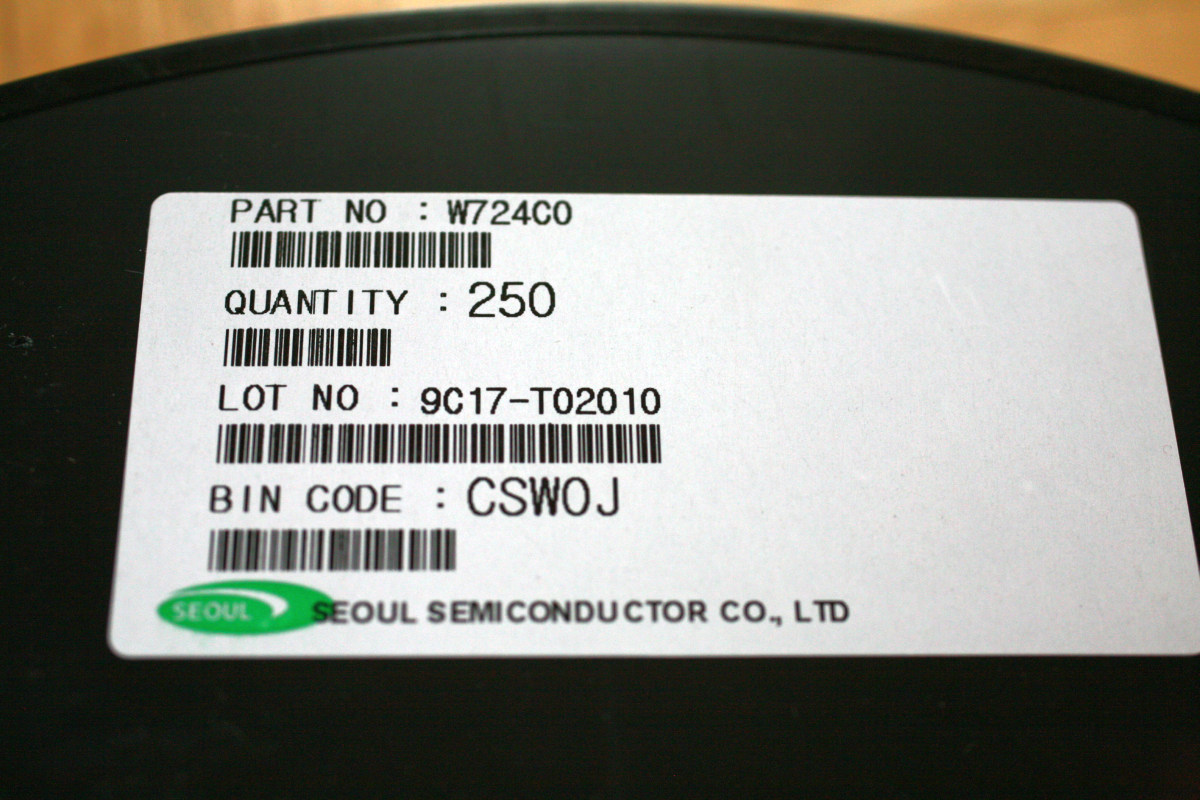 PART NO : W724C0
QUANTITY : 250
LOT NO : 9C17-T02010
BIN CODE : CSW0J
SEOUL SEOUL SEMICONDUCTOR CO., LTD